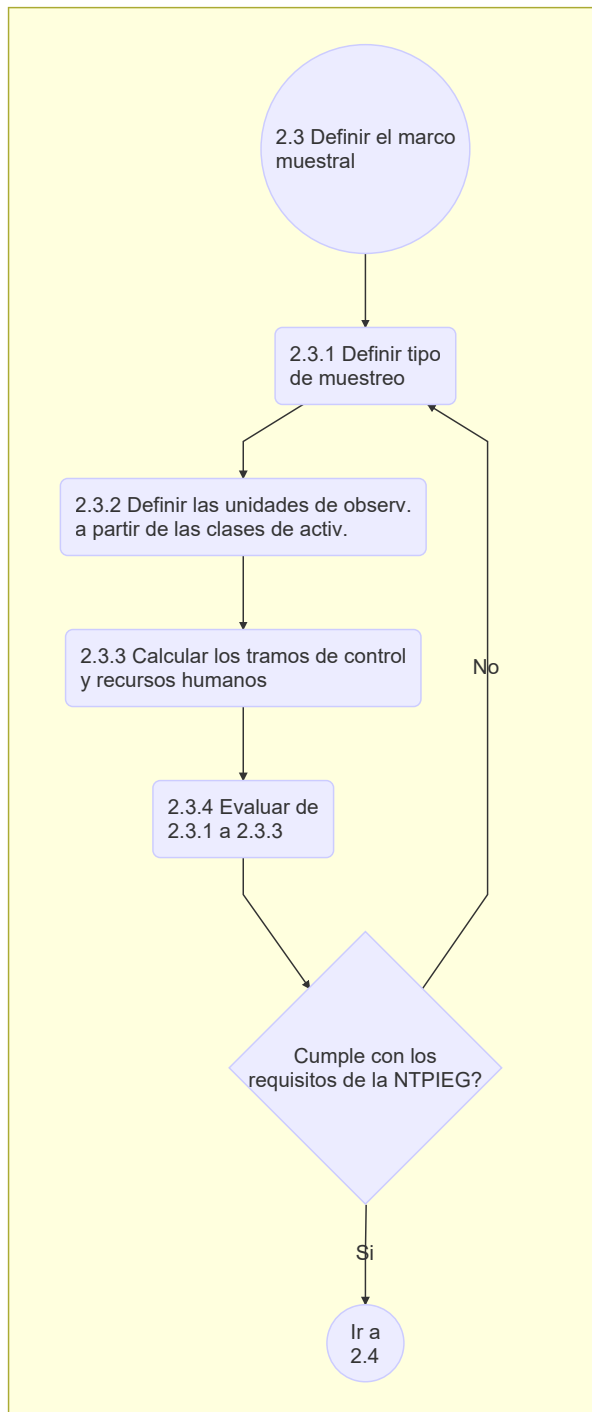 2.3 Definir el marco
muestral
2.3.1 Definir tipo
de muestreo
2.3.2 Definir las unidades de observ.
a partir de las clases de activ.
2.3.3 Calcular los tramos de control
y recursos humanos
No
2.3.4 Evaluar de
2.3.1 a 2.3.3
Cumple con los
requisitos de la NTPIEG?
Si
Ir a
2.4